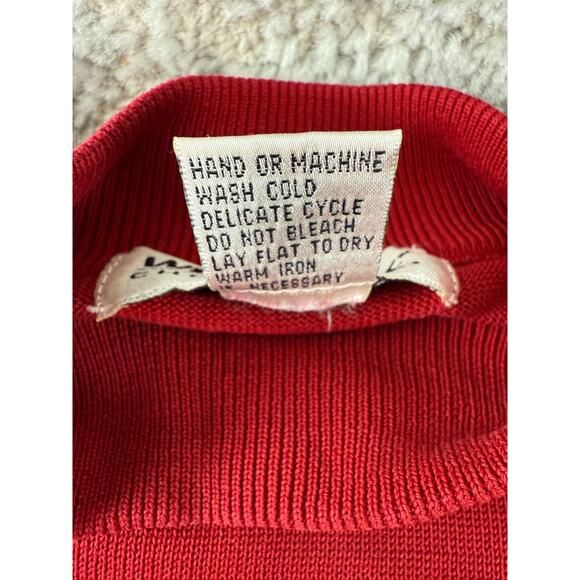 HAND OR MACHINE
WASH COLD
DELICATE CYCLE
DO NOT BLEACH
LAY FLAT TO DRY
WARM IRON
NECESSARY